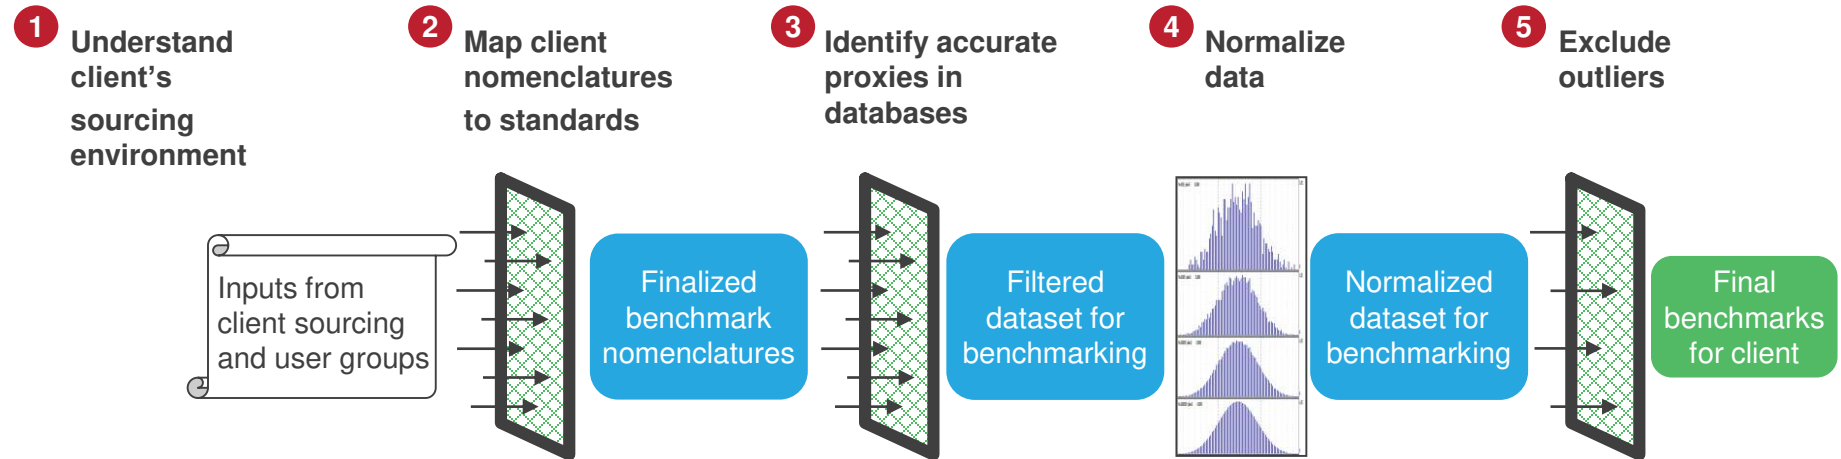 1
Understand
client’s
sourcing
environment
2
Map client
nomenclatures
to standards
3
Identify accurate
proxies in
databases
4
Normalize
data
5
Exclude
outliers
Inputs from
client sourcing
and user groups
Finalized
benchmark
nomenclatures
Filtered
dataset for
benchmarking
Normalized
dataset for
benchmarking
Final
benchmarks
for client